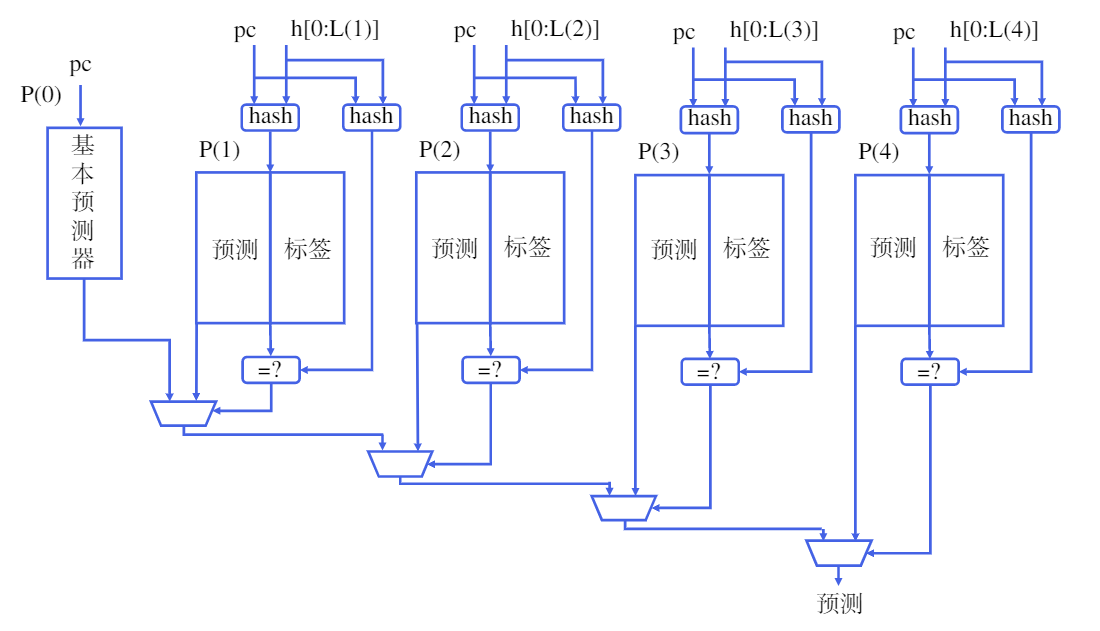 pc h[0:L(1)] pc h[0:L(2)] pc h[0:L(3)] pc h[0:L(4)]
pc
P(0)
hash hash hash hash hash hash hash hash
P(1) P(2) P(3) P(4)
基本预测器
预测 标签 预测 标签 预测 标签 预测 标签
=? =? =? =?
预测